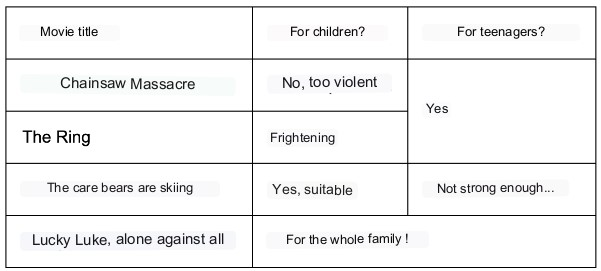 Movie title
For children?
For teenagers?
Chainsaw Massacre
No, too violent
Yes
The Ring
Frightening
The care bears are skiing
Yes, suitable
Not strong enough...
Lucky Luke, alone against all
For the whole family !